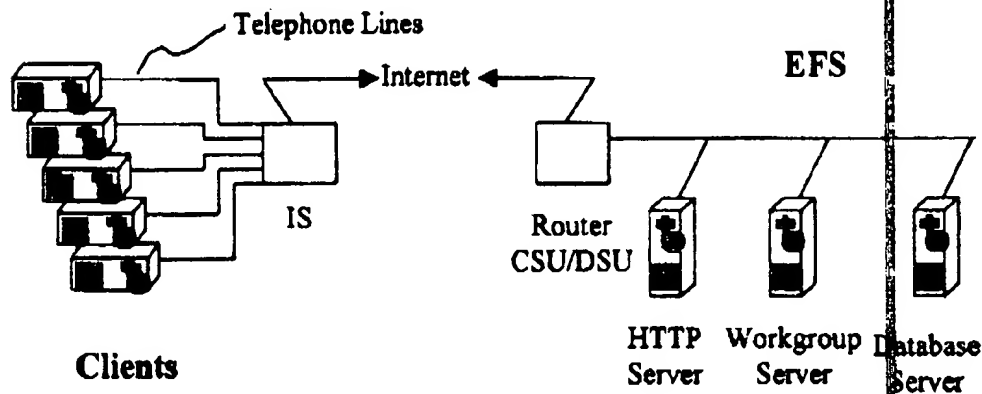 Telephone Lines
Internet
EFS
IS
Router
CSU/DSU
HTTP
Server
Workgroup
Server
Database
Server
Clients